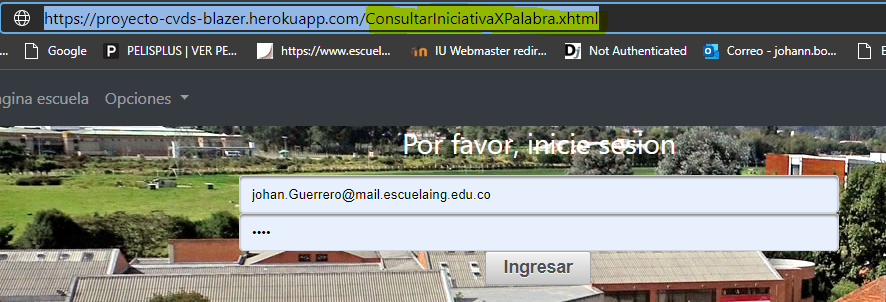 https://proyecto-cvds-blazer.herokuapp.com/ConsultarIniciativaXPalabra.xhtml
... Google PELISPLUS | VER PE... https://www.escuel... IU Webmaster redir... Not Authenticated Correo - johann.bo... E
ágina escuela Opciones
Por favor, inicie sesion
johan.Guerrero@mail.escuelaing.edu.co
••••
Ingresar